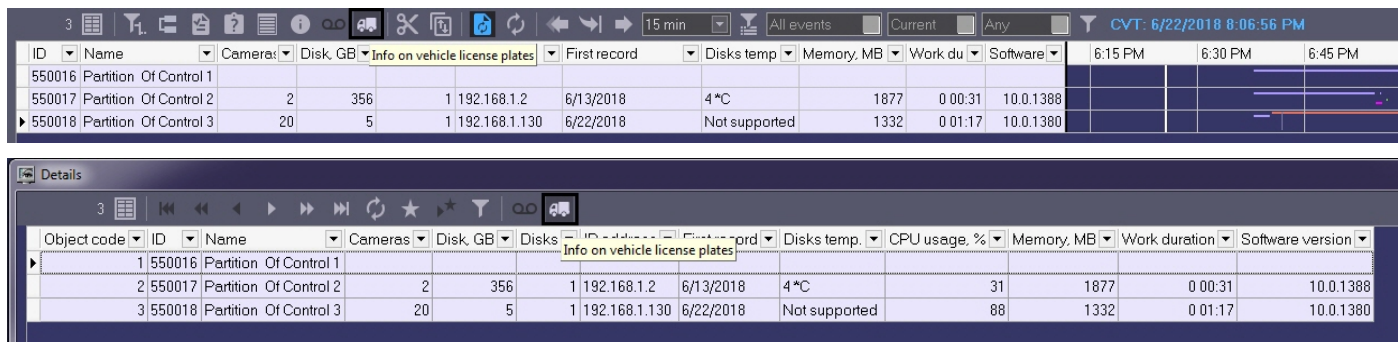 3 15 min All events Current Any CVT: 6/22/2018 8:06:56 PM
ID Name Cameras Disk, GB Info on vehicle license plates First record Disks temp Memory, MB Work du Software 6:15 PM 6:30 PM 6:45 PM
550016 Partition Of Control 1
550017 Partition Of Control 2 2 356 1 192.168.1.2 6/13/2018 4 *C 1877 0 00:31 10.0.1388
550018 Partition Of Control 3 20 5 1 192.168.1.130 6/22/2018 Not supported 1332 0 01:17 10.0.1380
Details
3
Object code ID Name Cameras Disk, GB Disks IP address First record Disks temp. CPU usage, % Memory, MB Work duration Software version
Info on vehicle license plates
1 550016 Partition Of Control 1
2 550017 Partition Of Control 2 2 356 1 192.168.1.2 6/13/2018 4 *C 31 1877 0 00:31 10.0.1388
3 550018 Partition Of Control 3 20 5 1 192.168.1.130 6/22/2018 Not supported 88 1332 0 01:17 10.0.1380